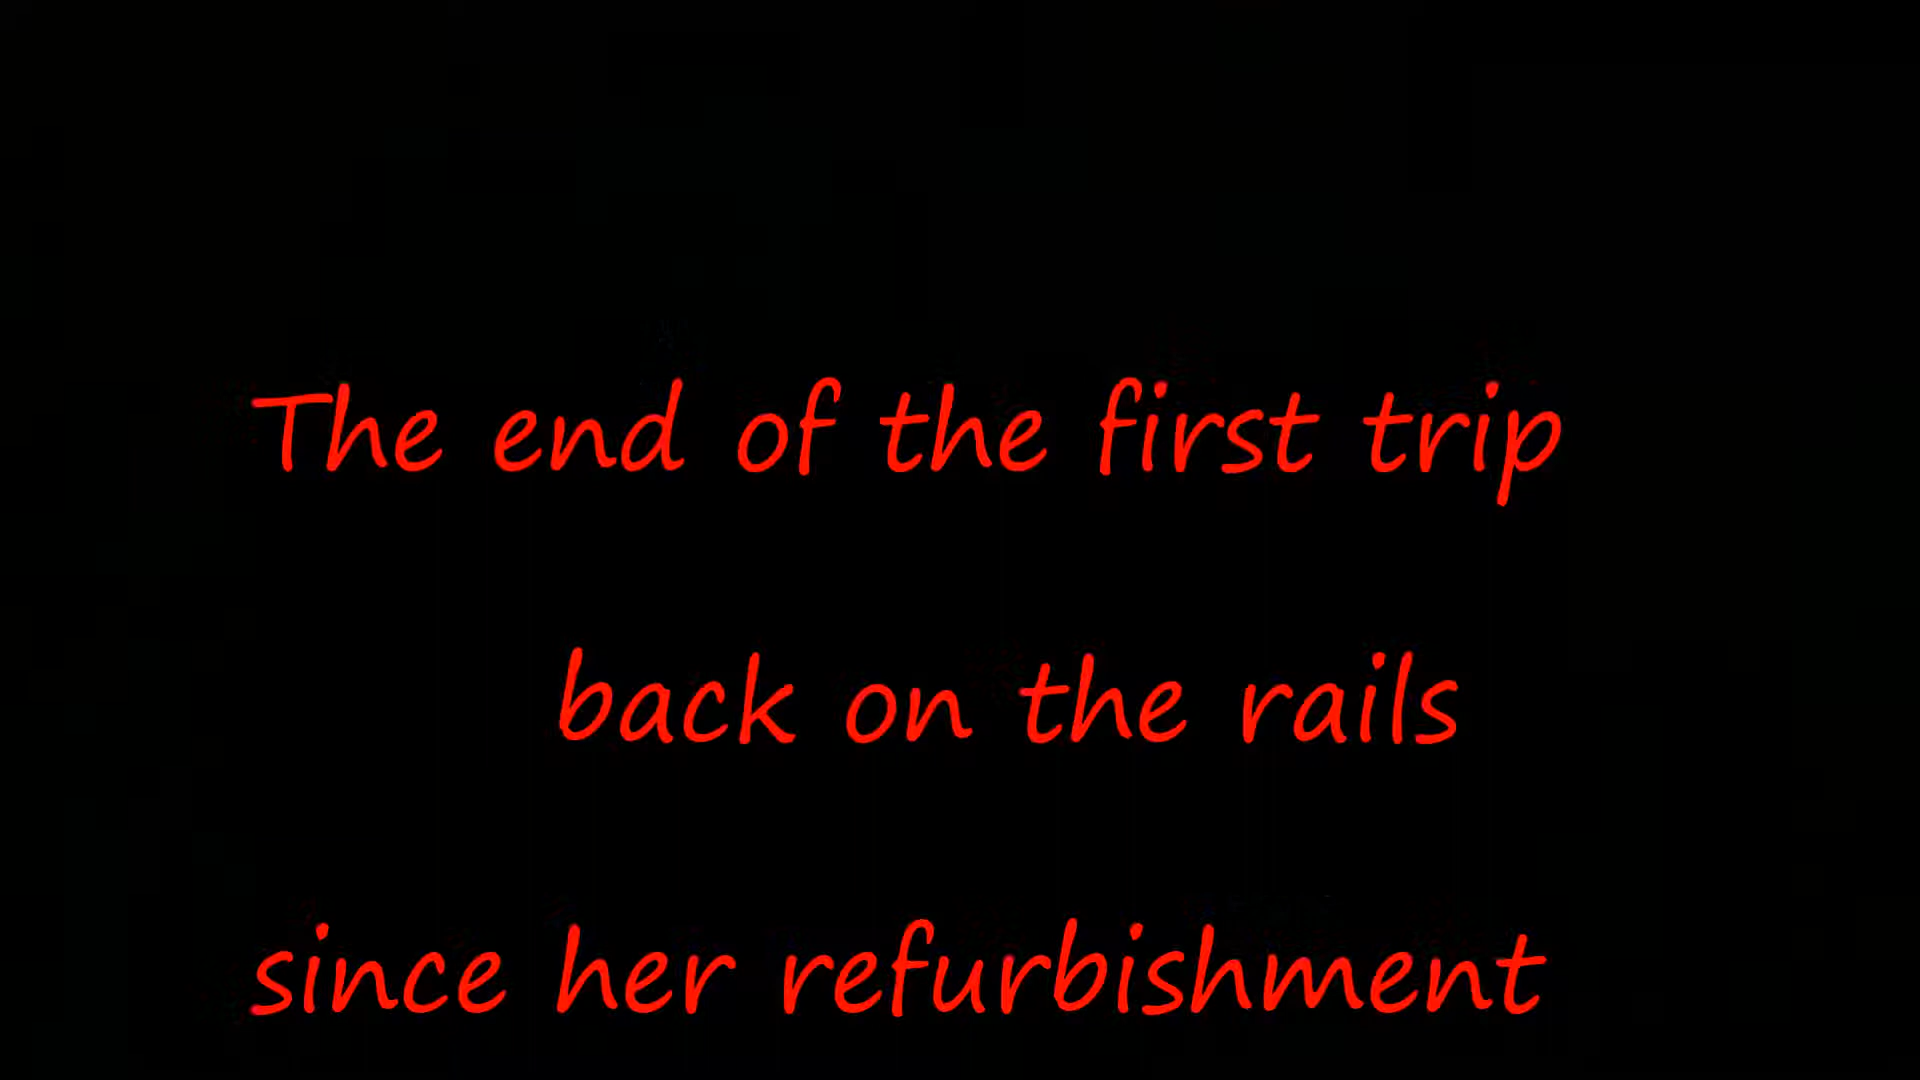 The end of the first trip
back on the rails
since her refurbishment